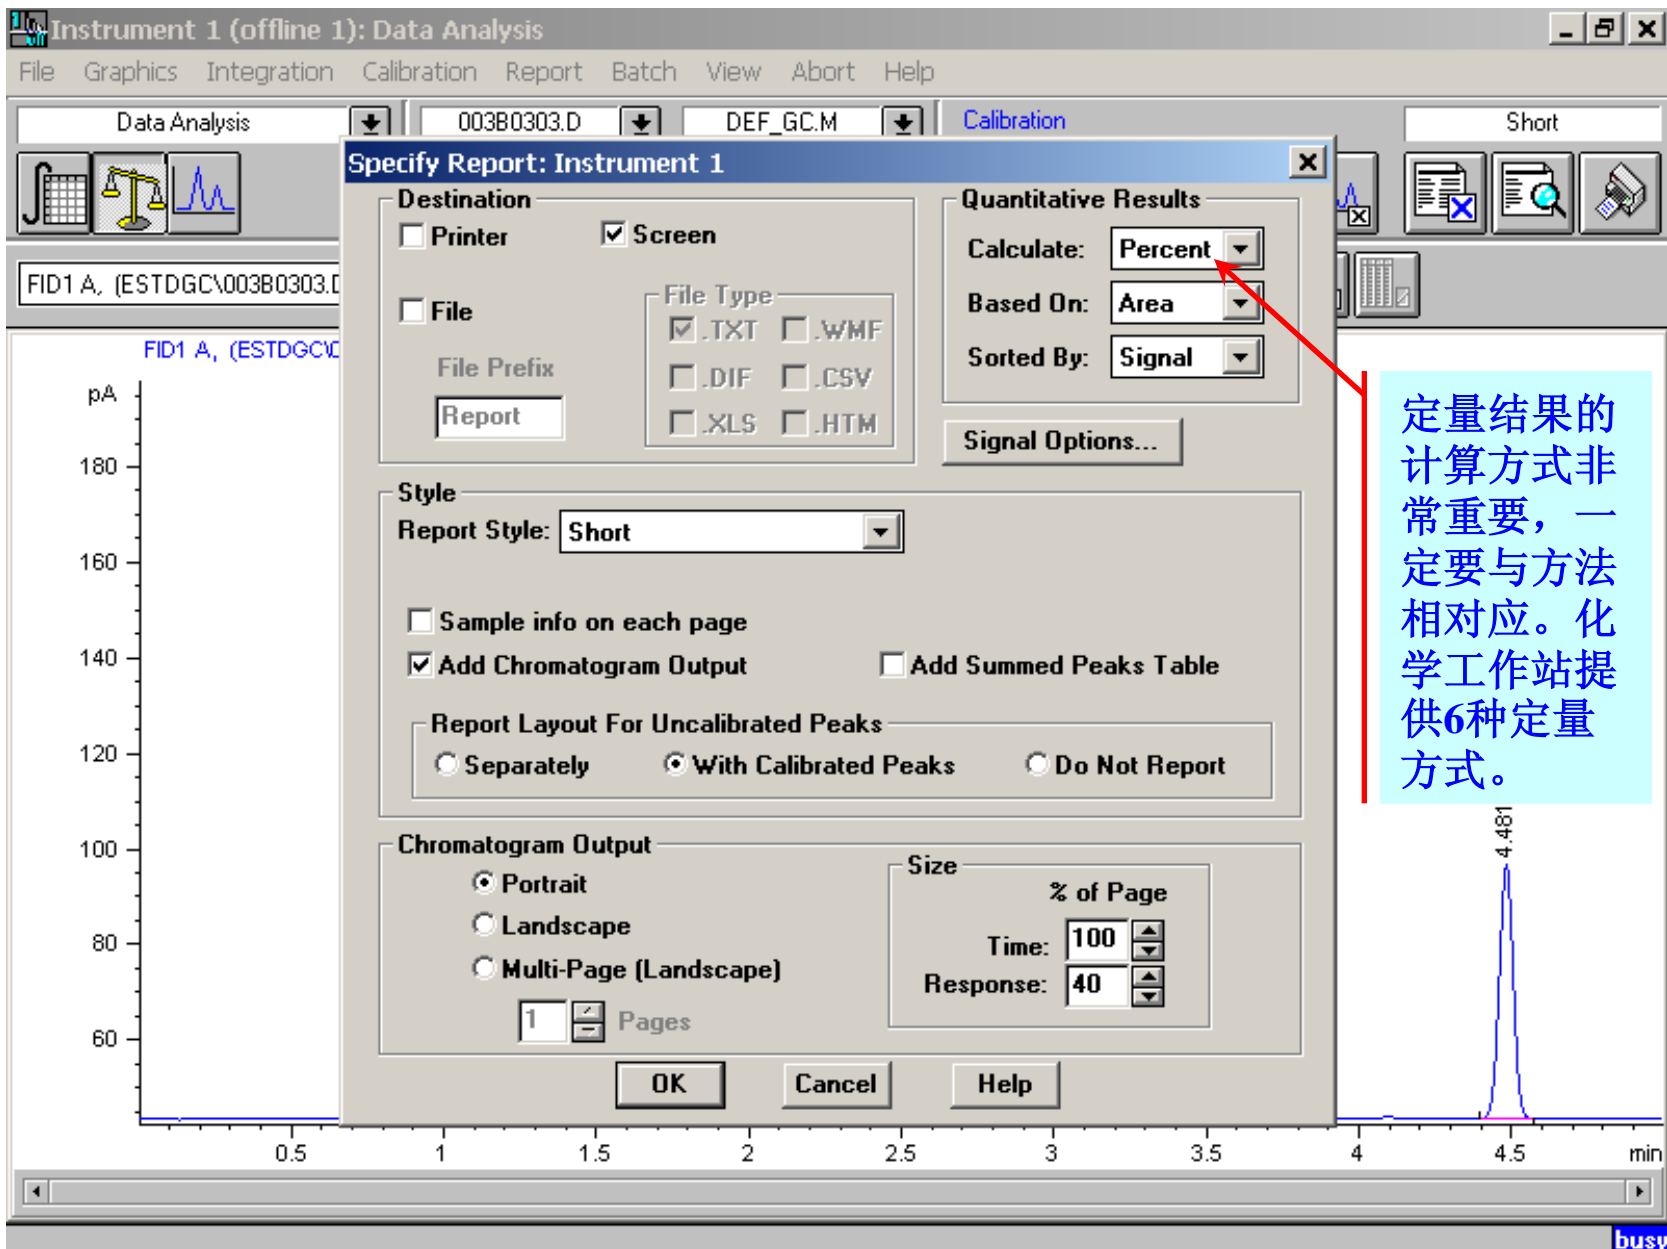 Instrument 1 (offline 1): Data Analysis
File Graphics Integration Calibration Report Batch View Abort Help
Data Analysis 003B0303.D DEF_GC.M Calibration Short
Specify Report: Instrument 1
Destination
Printer Screen
File
File Type
.TXT .WMF
.DIF .CSV
.XLS .HTM
File Prefix
Report
Quantitative Results
Calculate: Percent
Based On: Area
Sorted By: Signal
Signal Options...
Style
Report Style: Short
Sample info on each page
Add Chromatogram Output Add Summed Peaks Table
Report Layout For Uncalibrated Peaks
Separately With Calibrated Peaks Do Not Report
Chromatogram Output
Portrait
Landscape
Multi-Page (Landscape)
1 Pages
Size
% of Page
Time: 100
Response: 40
OK Cancel Help
FID1 A, (ESTDGC\003B0303.D
FID1 A, (ESTDGC\
pA
180
160
140
120
100
80
60
0.5 1 1.5 2 2.5 3 3.5 4 4.5 min
4.481
定量结果的
计算方式非
常重要，一
定要与方法
相对应。化
学工作站提
供6种定量
方式。
busy